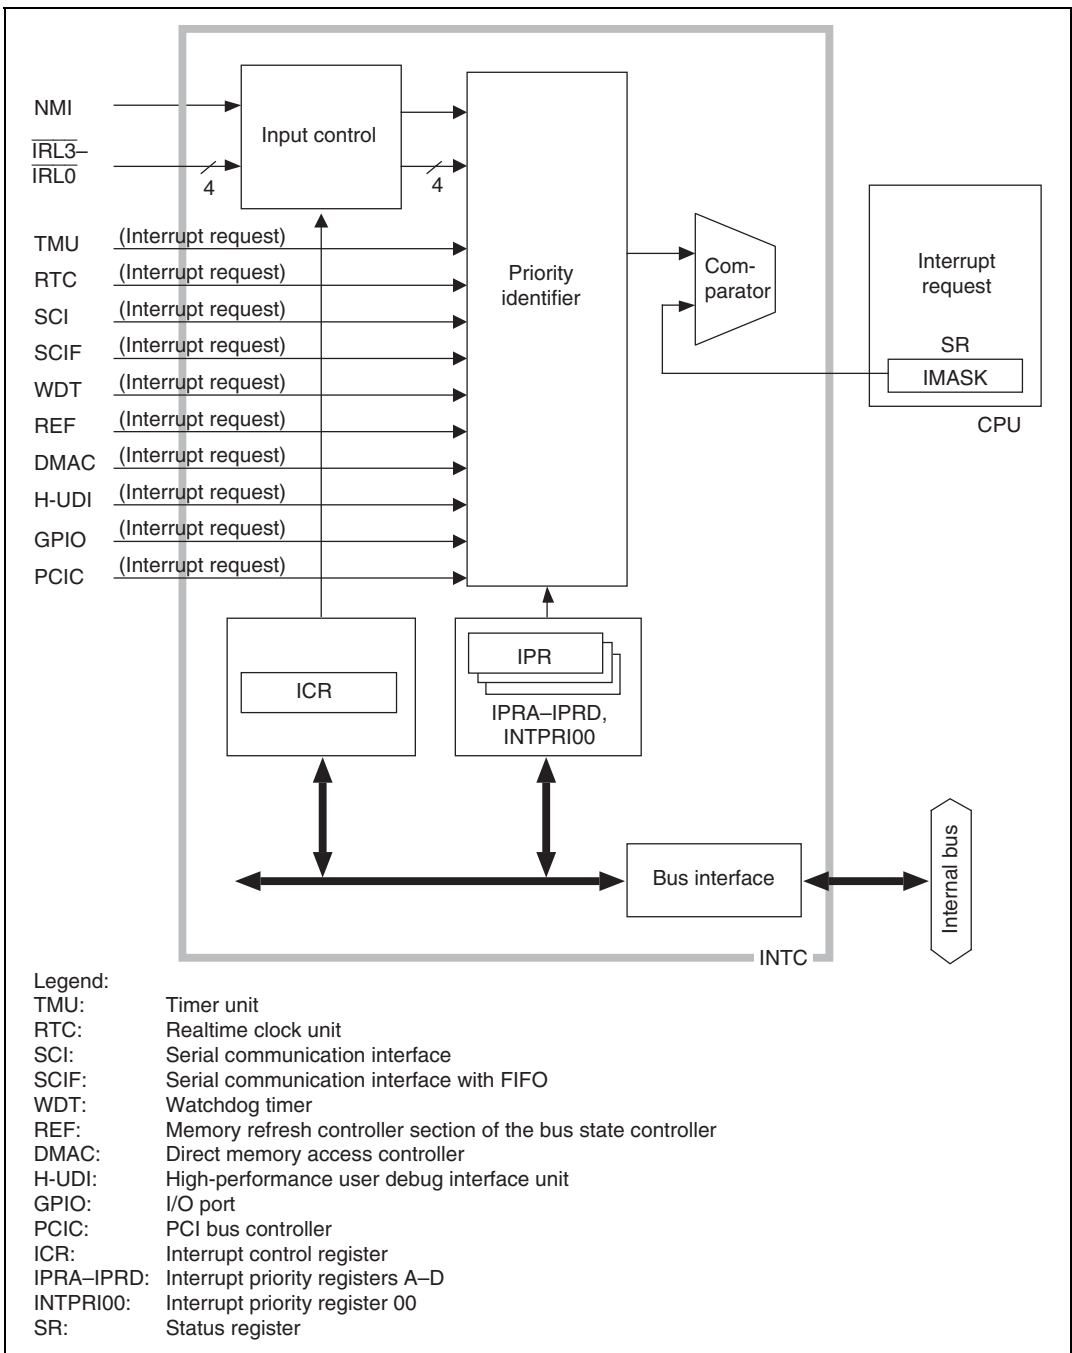 NMI
IRL3–
IRL0
4
Input control
4
TMU (Interrupt request)
RTC (Interrupt request)
SCI (Interrupt request)
SCIF (Interrupt request)
WDT (Interrupt request)
REF (Interrupt request)
DMAC (Interrupt request)
H-UDI (Interrupt request)
GPIO (Interrupt request)
PCIC (Interrupt request)
Priority
identifier
Com-
parator
Interrupt
request
SR
IMASK
CPU
ICR
IPR
IPRA–IPRD,
INTPRI00
Bus interface
Internal bus
INTC
Legend:
TMU: Timer unit
RTC: Realtime clock unit
SCI: Serial communication interface
SCIF: Serial communication interface with FIFO
WDT: Watchdog timer
REF: Memory refresh controller section of the bus state controller
DMAC: Direct memory access controller
H-UDI: High-performance user debug interface unit
GPIO: I/O port
PCIC: PCI bus controller
ICR: Interrupt control register
IPRA–IPRD: Interrupt priority registers A–D
INTPRI00: Interrupt priority register 00
SR: Status register